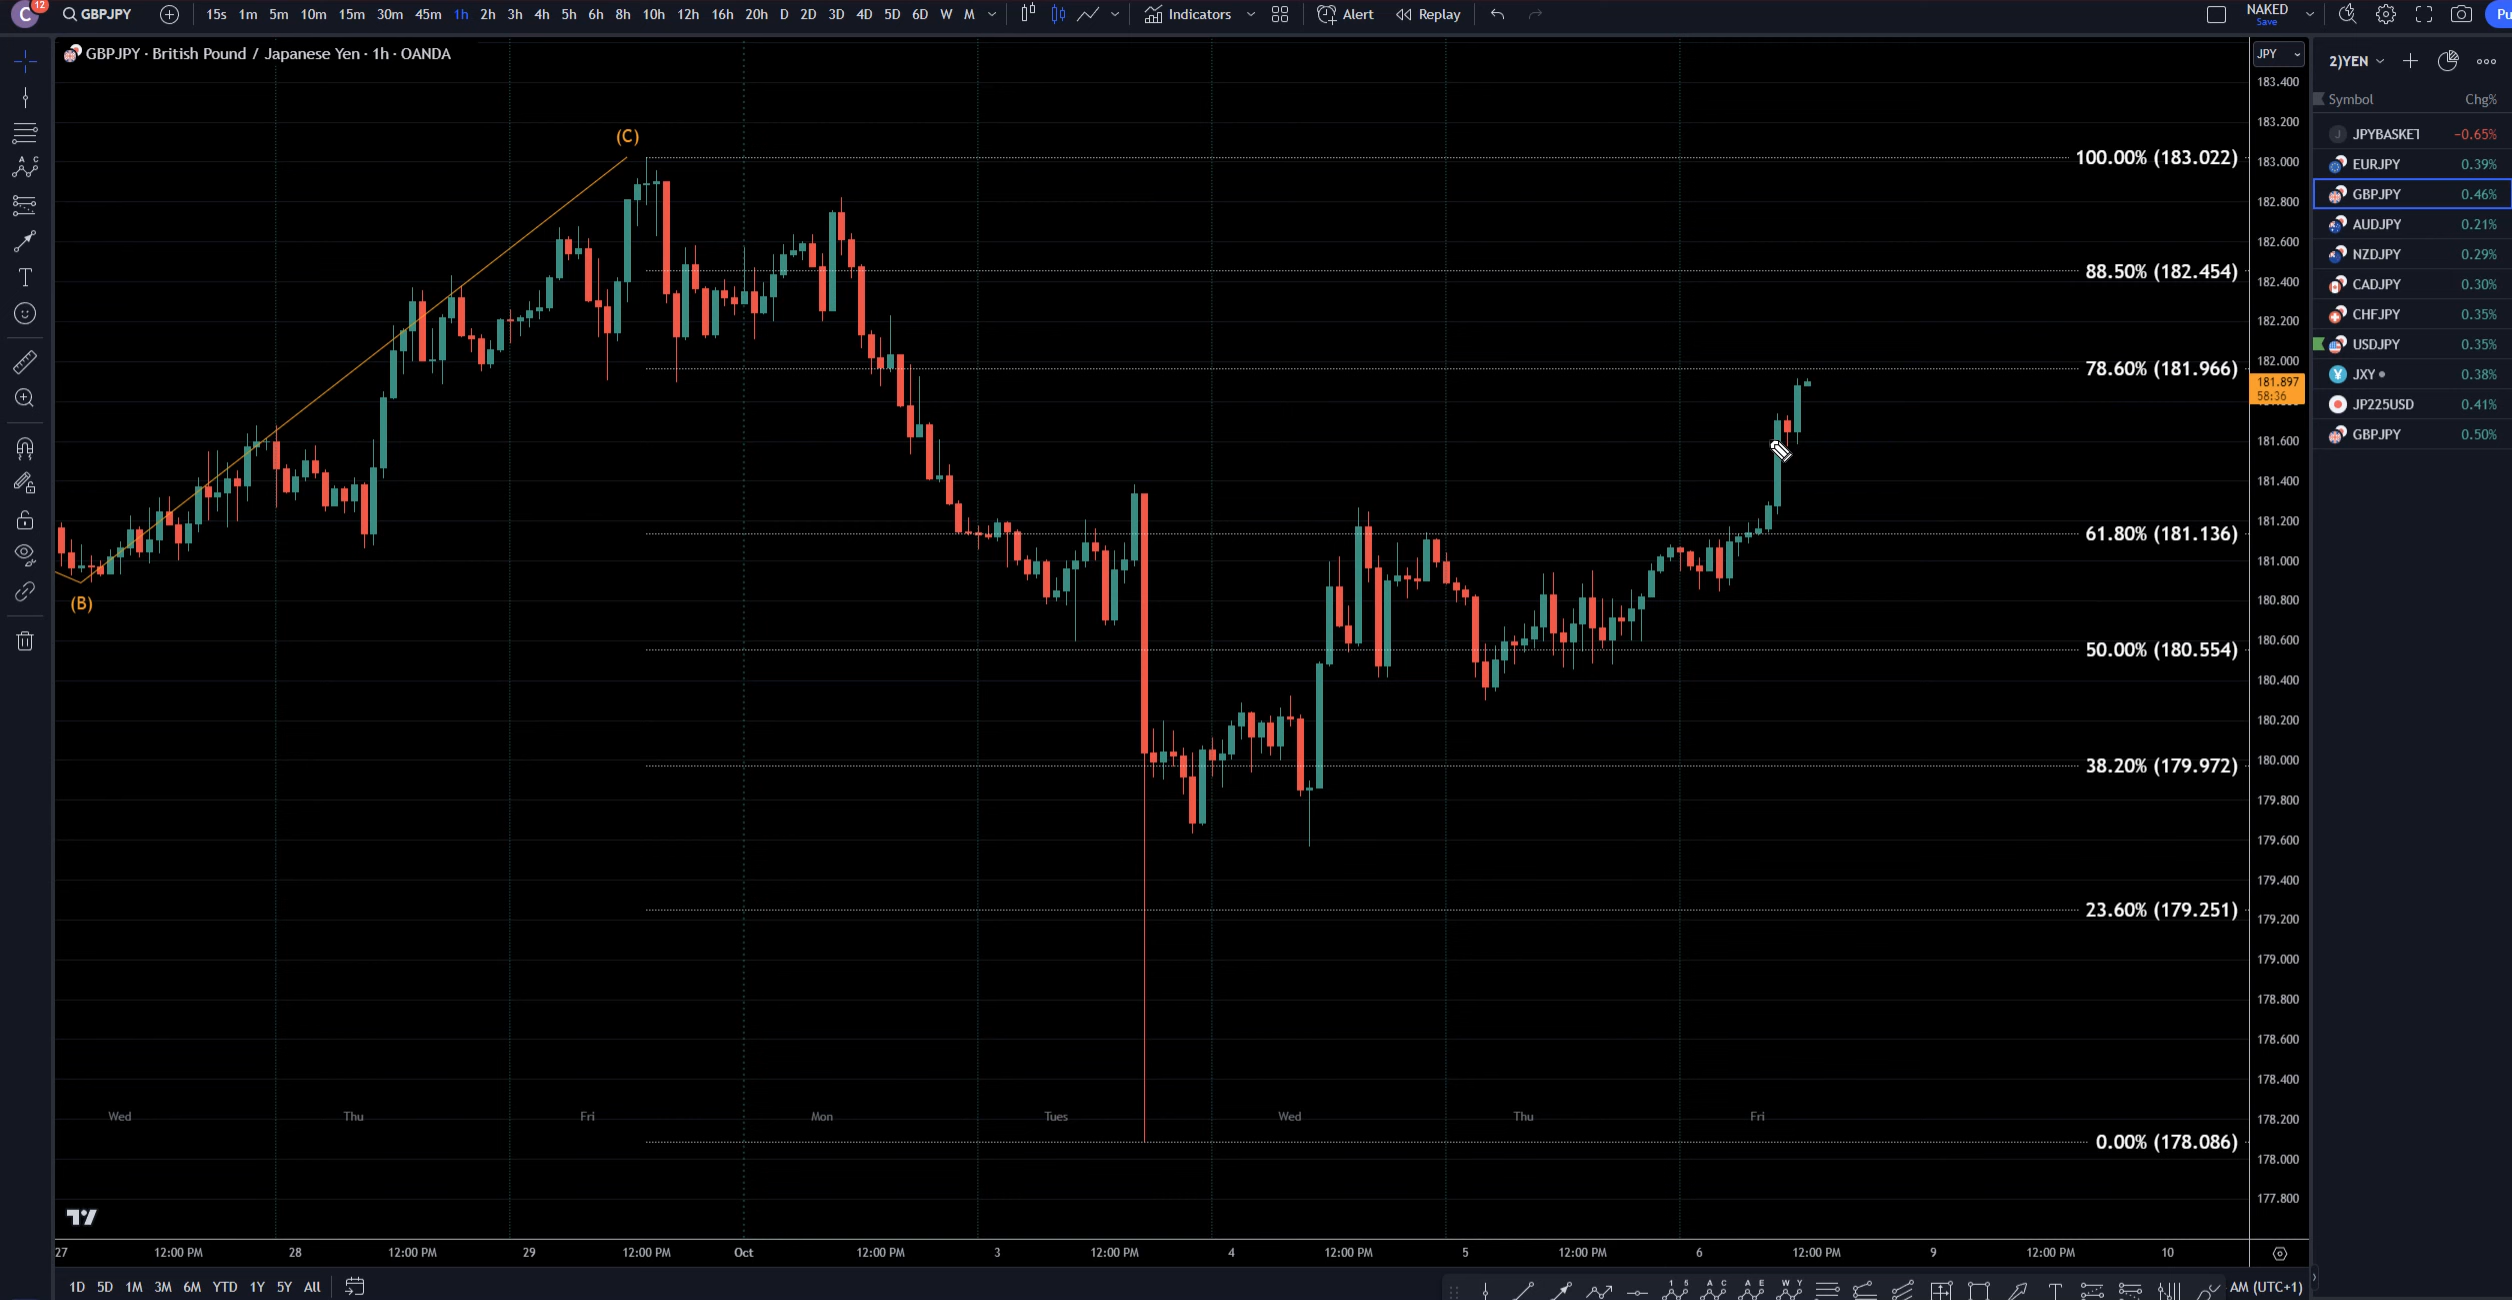 C 12 GBPJPY 15s 1m 5m 10m 15m 30m 45m 1h 2h 3h 4h 5h 6h 8h 10h 12h 16h 20h D 2D 3D 4D 5D 6D W M Indicators Alert Replay NAKED Save Pu
GBPJPY · British Pound / Japanese Yen · 1h · OANDA
JPY
2)YEN
Symbol Chg%
JPYBASKET −0.65%
EURJPY 0.39%
GBPJPY 0.46%
AUDJPY 0.21%
NZDJPY 0.29%
CADJPY 0.30%
CHFJPY 0.35%
USDJPY 0.35%
JXY 0.38%
JP225USD 0.41%
GBPJPY 0.50%
(C)
(B)
100.00% (183.022)
88.50% (182.454)
78.60% (181.966)
61.80% (181.136)
50.00% (180.554)
38.20% (179.972)
23.60% (179.251)
0.00% (178.086)
183.400
183.200
183.000
182.800
182.600
182.400
182.200
182.000
181.897
58:36
181.600
181.400
181.200
181.000
180.800
180.600
180.400
180.200
180.000
179.800
179.600
179.400
179.200
179.000
178.800
178.600
178.400
178.200
178.000
177.800
Wed Thu Fri Mon Tues Wed Thu Fri
27 12:00 PM 28 12:00 PM 29 12:00 PM Oct 12:00 PM 3 12:00 PM 4 12:00 PM 5 12:00 PM 6 12:00 PM 9 12:00 PM 10
1D 5D 1M 3M 6M YTD 1Y 5Y All
AM (UTC+1)